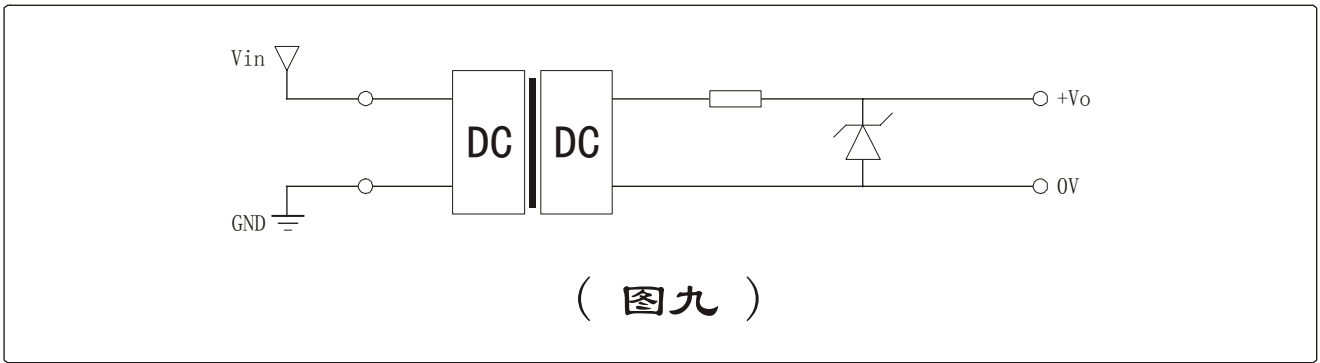 Vin
DC DC
+Vo
0V
GND
( 图九 )